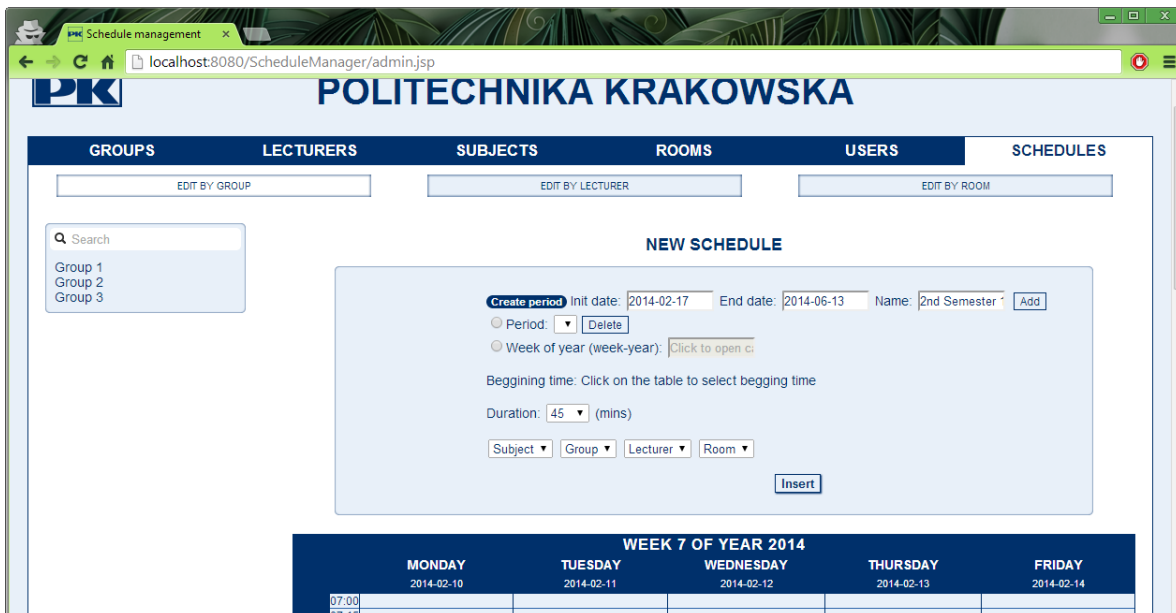 PK Schedule management x
localhost:8080/ScheduleManager/admin.jsp
PK POLITECHNIKA KRAKOWSKA
GROUPS LECTURERS SUBJECTS ROOMS USERS SCHEDULES
EDIT BY GROUP EDIT BY LECTURER EDIT BY ROOM
Search
Group 1
Group 2
Group 3
NEW SCHEDULE
Create period Init date: 2014-02-17 End date: 2014-06-13 Name: 2nd Semester Add
Period: Delete
Week of year (week-year): Click to open
Beggining time: Click on the table to select begging time
Duration: 45 (mins)
Subject Group Lecturer Room
Insert
WEEK 7 OF YEAR 2014
MONDAY TUESDAY WEDNESDAY THURSDAY FRIDAY
2014-02-10 2014-02-11 2014-02-12 2014-02-13 2014-02-14
07:00